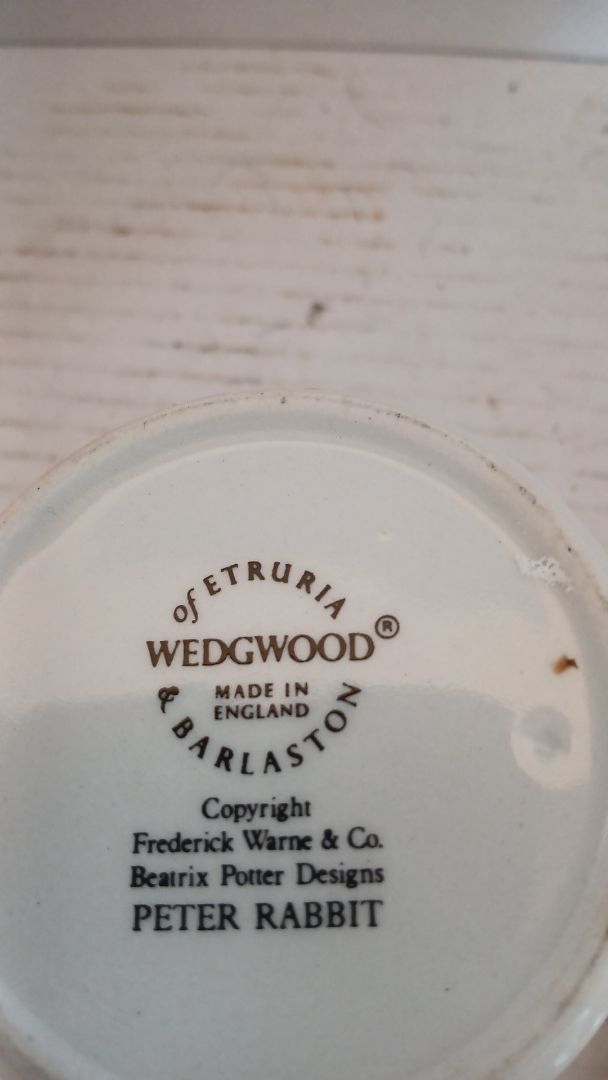 of ETRURIA
WEDGWOOD®
MADE IN
ENGLAND
& BARLASTON
Copyright
Frederick Warne & Co.
Beatrix Potter Designs
PETER RABBIT